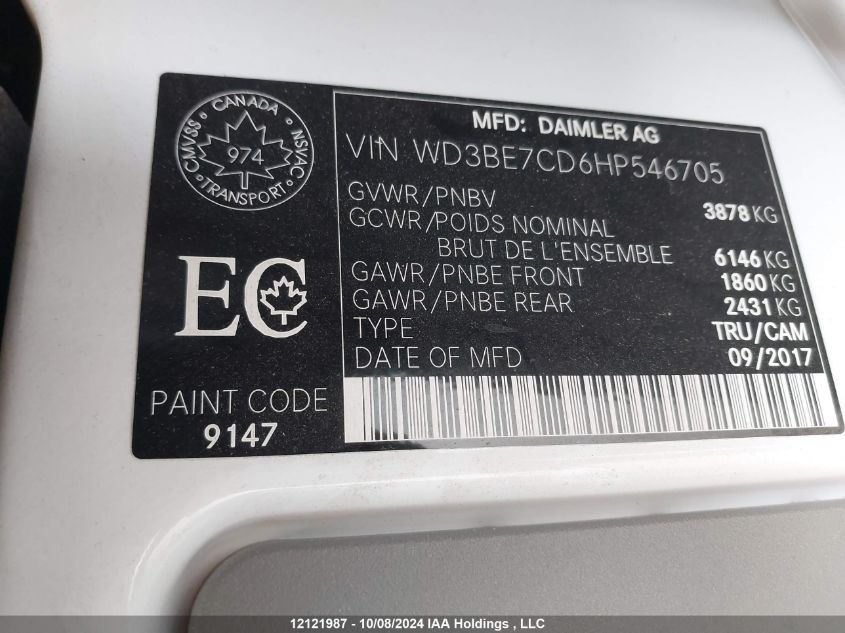 CANADA
CMVSS 974 NSVAC
TRANSPORT
MFD: DAIMLER AG
VIN WD3BE7CD6HP546705
GVWR/PNBV 3878 KG
GCWR/POIDS NOMINAL
BRUT DE L'ENSEMBLE 6146 KG
GAWR/PNBE FRONT 1860 KG
GAWR/PNBE REAR 2431 KG
TYPE TRU/CAM
DATE OF MFD 09/2017
EC
PAINT CODE
9147
12121987 - 10/08/2024 IAA Holdings , LLC